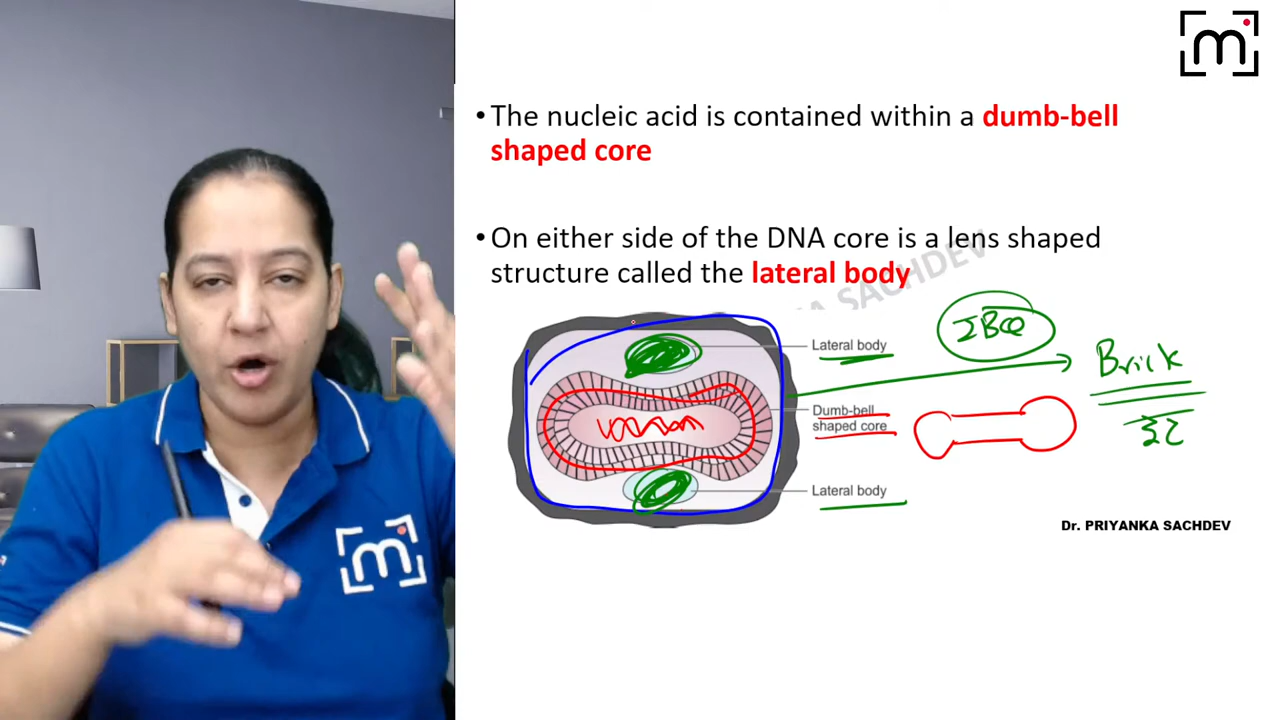 m
• The nucleic acid is contained within a dumb-bell
shaped core
• On either side of the DNA core is a lens shaped
structure called the lateral body
SACHDEV
Lateral body
Brick
Dumb-bell
shaped core
Lateral body
m
Dr. PRIYANKA SACHDEV